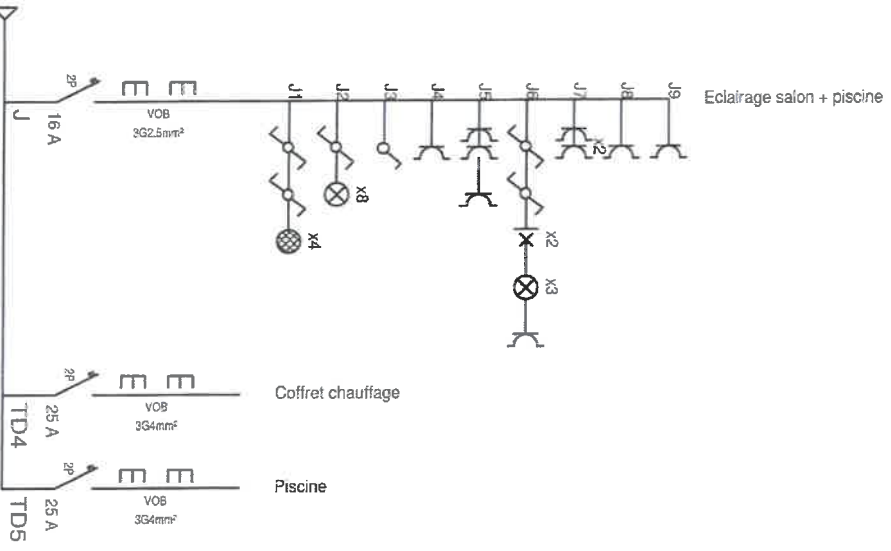 J1 J2 J3 J4 J5 J6 J7 J8 J9
Eclairage salon + piscine
2P
J
16 A
VOB
3G2.5mm²
x4
x8
x2
x3
x2
2P
TD4
25 A
VOB
3G4mm²
Coffret chauffage
2P
TD5
25 A
VOB
3G4mm²
Piscine